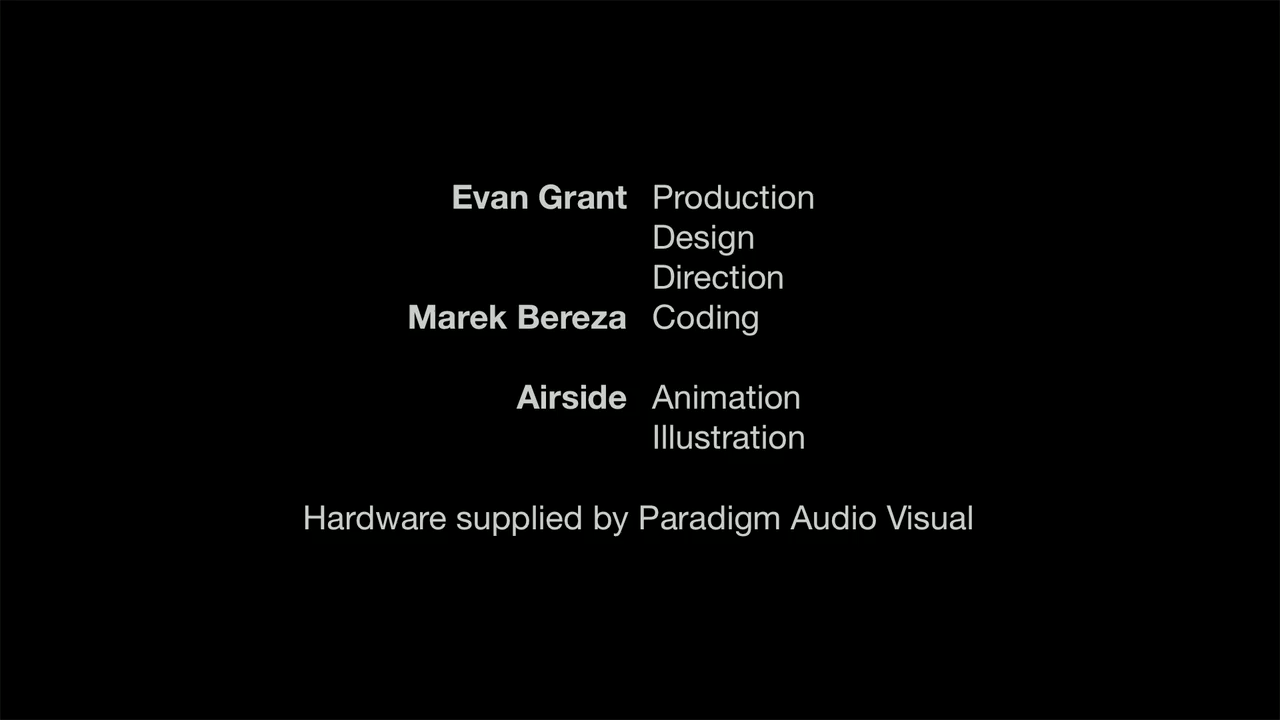 Evan Grant Production
Design
Direction
Marek Bereza Coding
Airside Animation
Illustration
Hardware supplied by Paradigm Audio Visual